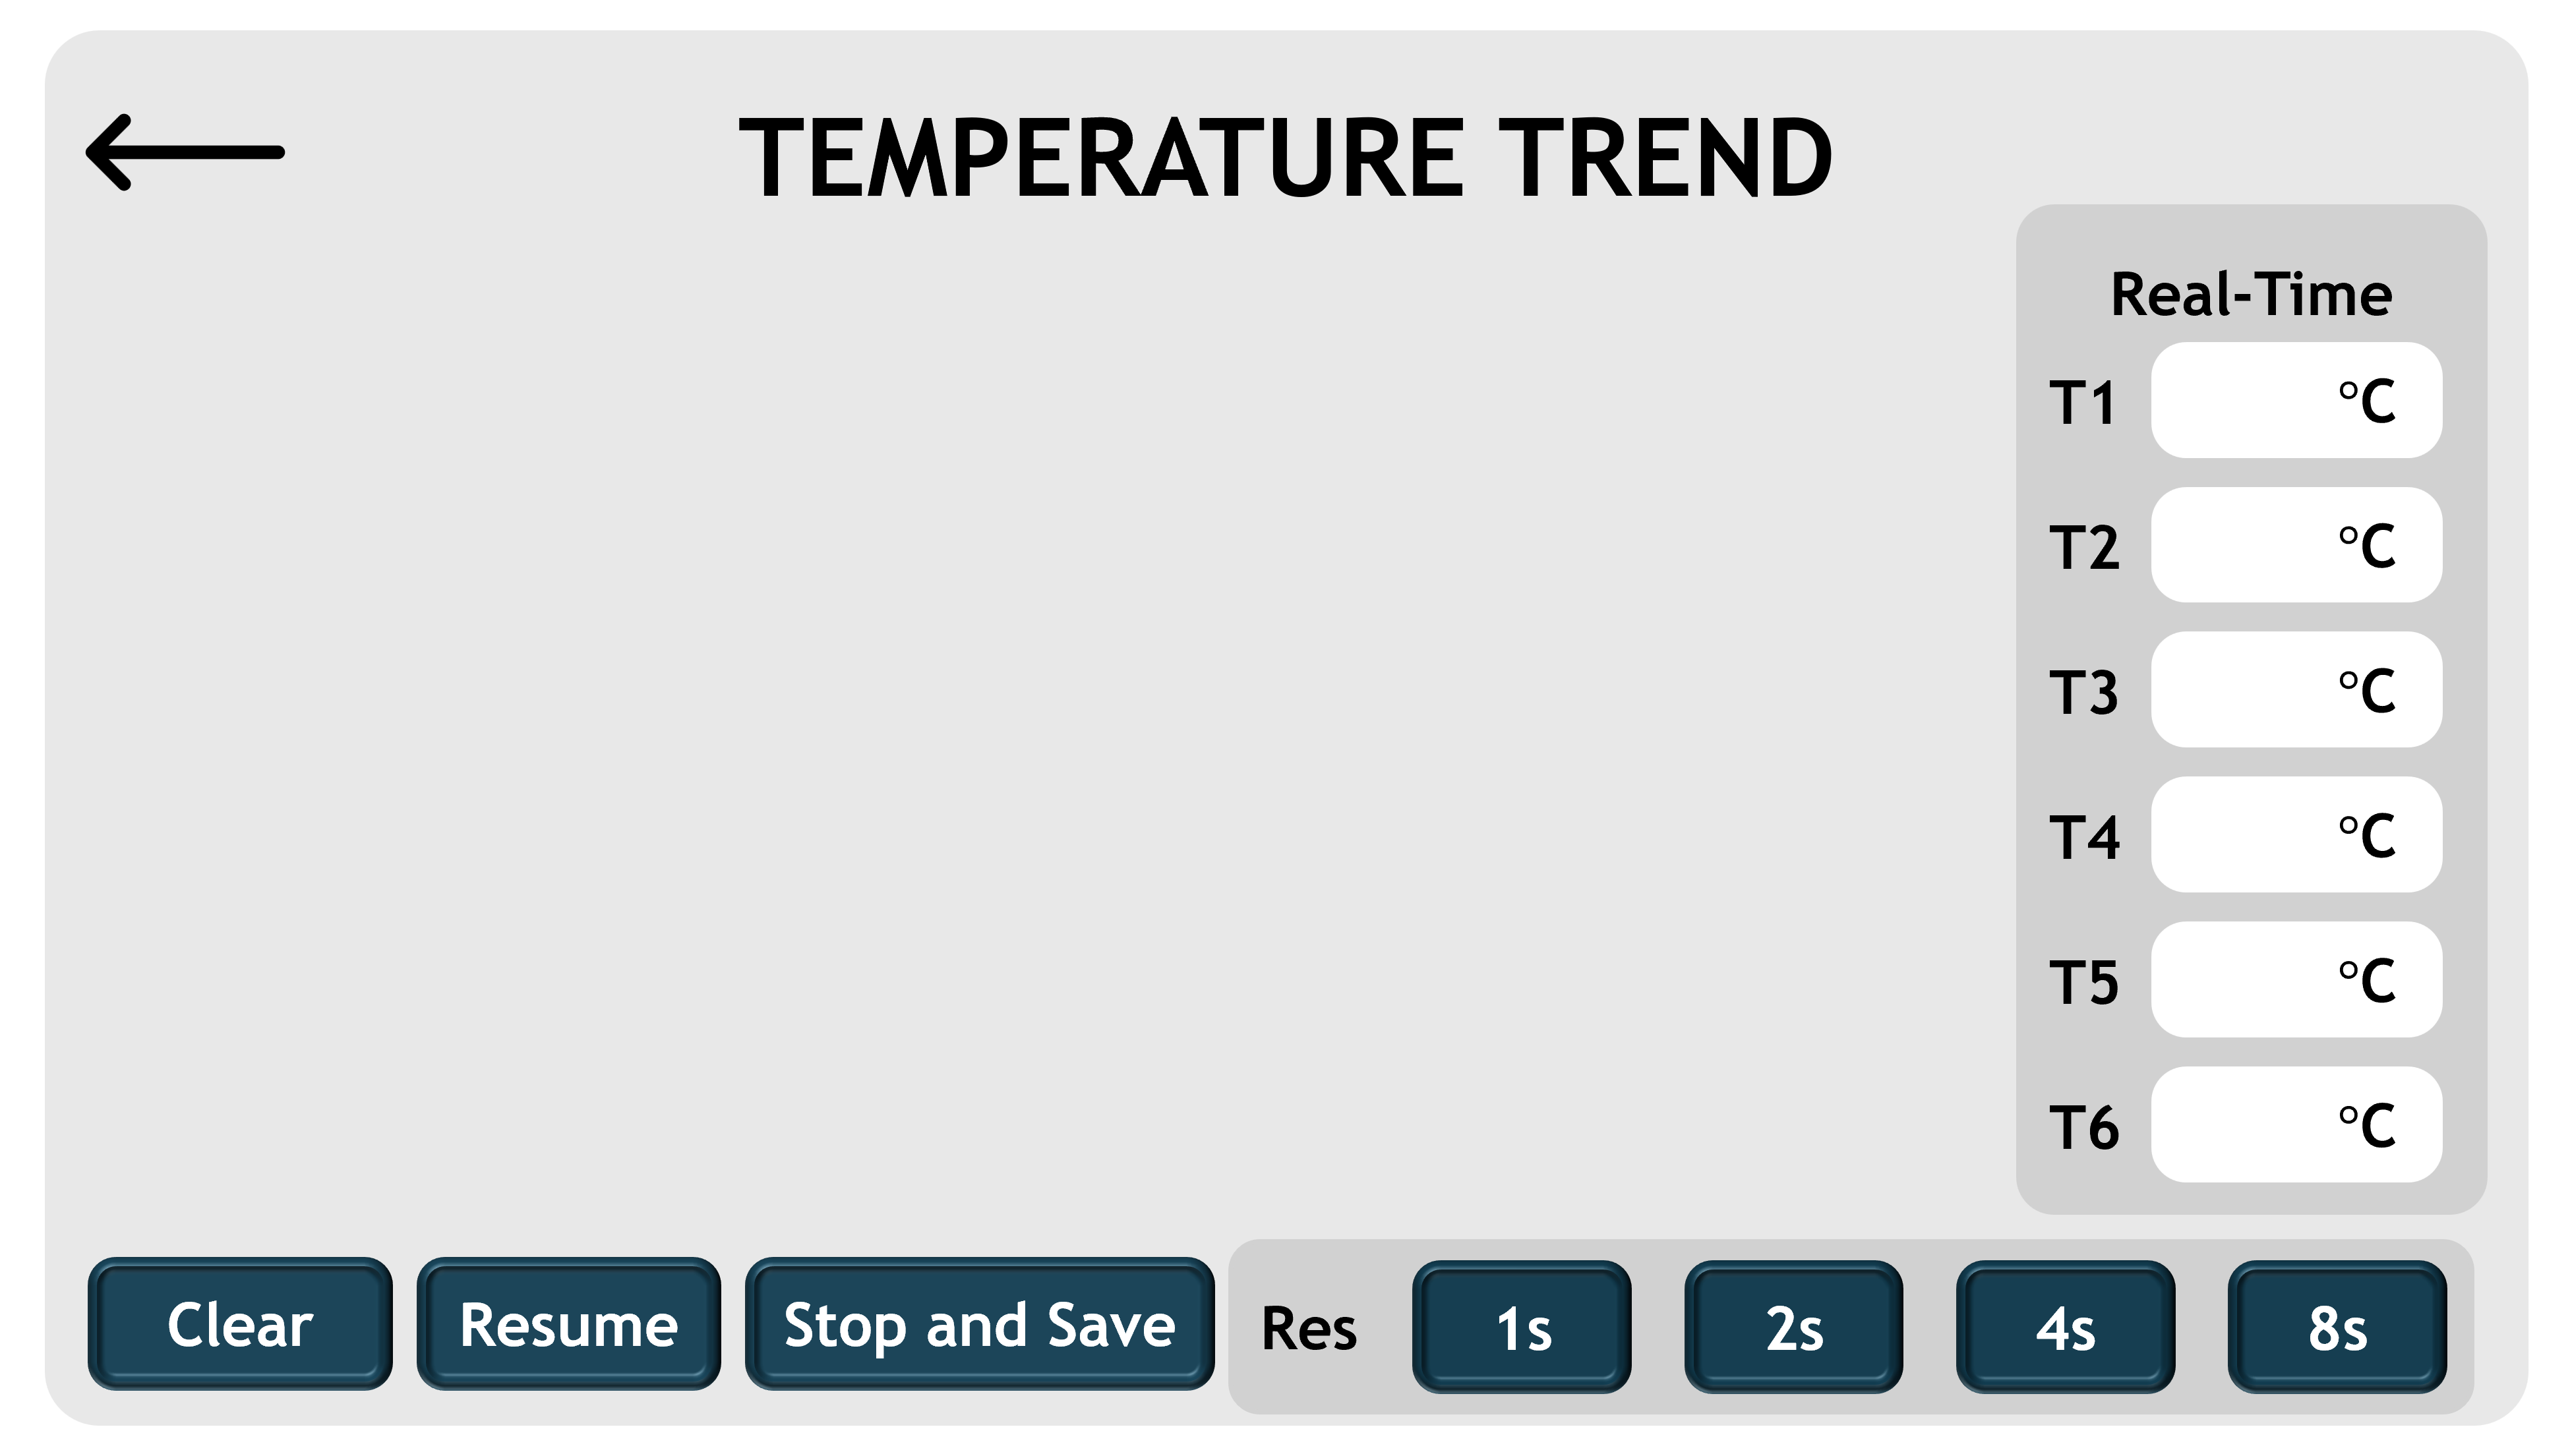 TEMPERATURE TREND
Real-Time
T1 °C
T2 °C
T3 °C
T4 °C
T5 °C
T6 °C
Clear Resume Stop and Save Res 1s 2s 4s 8s